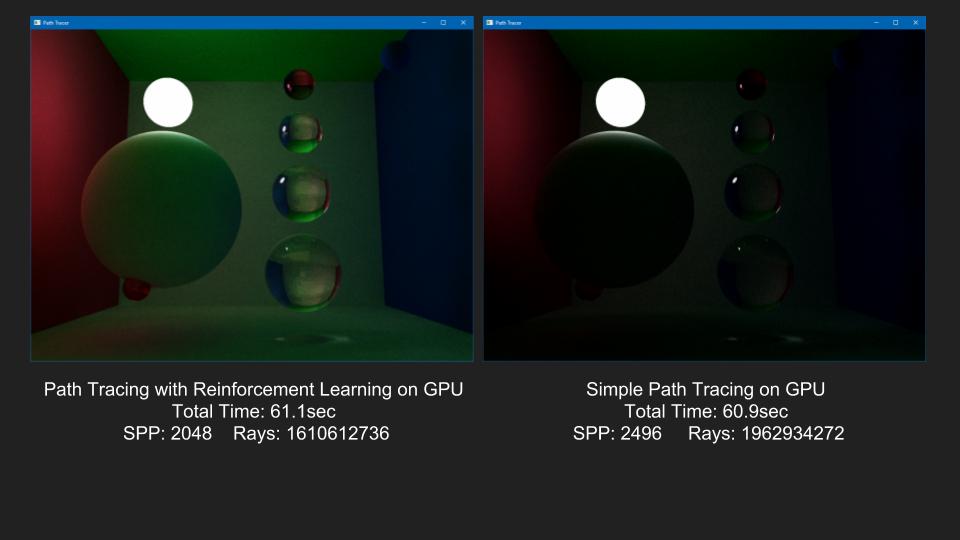 Path Tracer
Path Tracer
Path Tracing with Reinforcement Learning on GPU
Total Time: 61.1sec
SPP: 2048 Rays: 1610612736
Simple Path Tracing on GPU
Total Time: 60.9sec
SPP: 2496 Rays: 1962934272